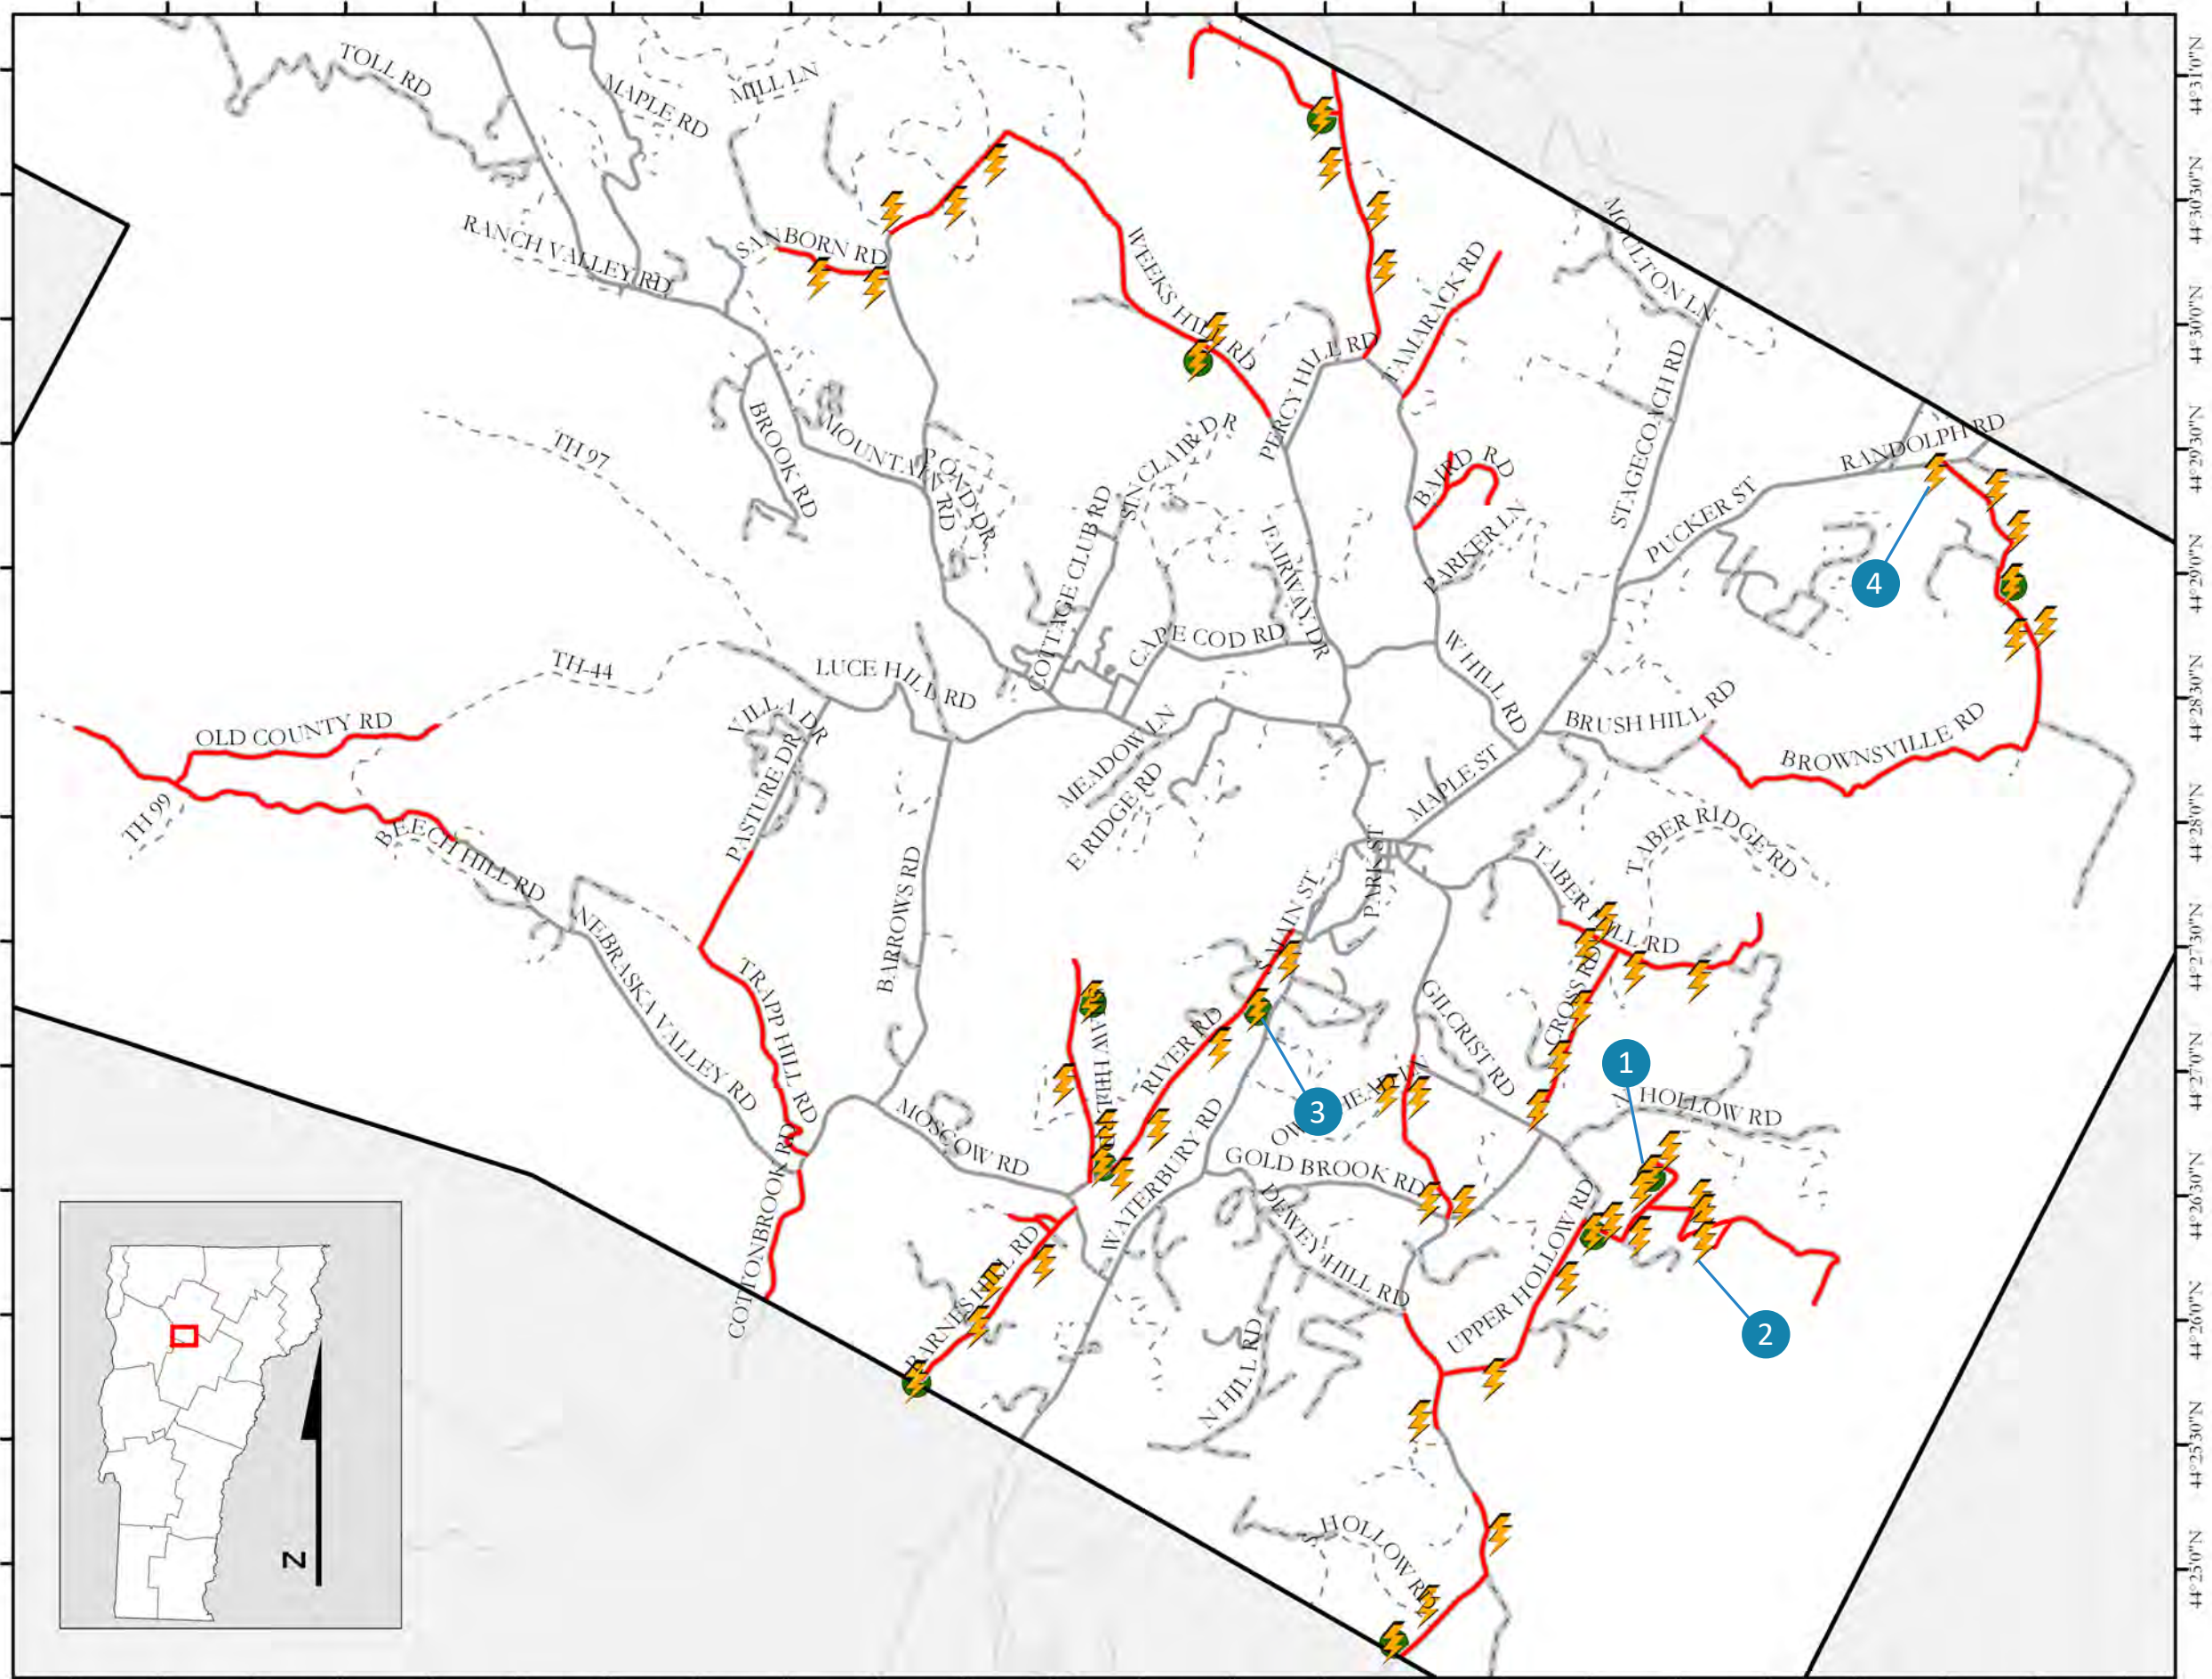 TOLL RD
MAPLE RD
MILL LN
RANCH VALLEY RD
SANBORN RD
WEEKS HILL RD
TAMARACK RD
MOULTON LN
PERCY HILL RD
STAGECOACH RD
RANDOLPH RD
TH 97
BROOK RD
MOUNTAIN RD
POND DR
SINCLAIR DR
BAIRD RD
PARKER LN
PUCKER ST
4
COTTAGE CLUB RD
FAIRWAY DR
CAPE COD RD
W HILL RD
TH-44
LUCE HILL RD
BRUSH HILL RD
BROWNSVILLE RD
OLD COUNTY RD
VILLA DR
PASTURE DR
MEADOW LN
E RIDGE RD
MAPLE ST
TH 99
BEECH HILL RD
TABER RIDGE RD
PARK ST
TABER HILL RD
BARROWS RD
S MAIN ST
NEBRASKA VALLEY RD
TRAPP HILL RD
RIVER RD
GILCRIST RD
CROSS RD
1
3
N HOLLOW RD
MOSCOW RD
GOLD BROOK RD
WATERBURY RD
DEWEY HILL RD
UPPER HOLLOW RD
COTTONBROOK RD
BARNES HILL RD
2
N HILL RD
S HOLLOW RD
N
44°31'0"N
44°30'30"N
44°30'0"N
44°29'30"N
44°29'0"N
44°28'30"N
44°28'0"N
44°27'30"N
44°27'0"N
44°26'30"N
44°26'0"N
44°25'30"N
44°25'0"N